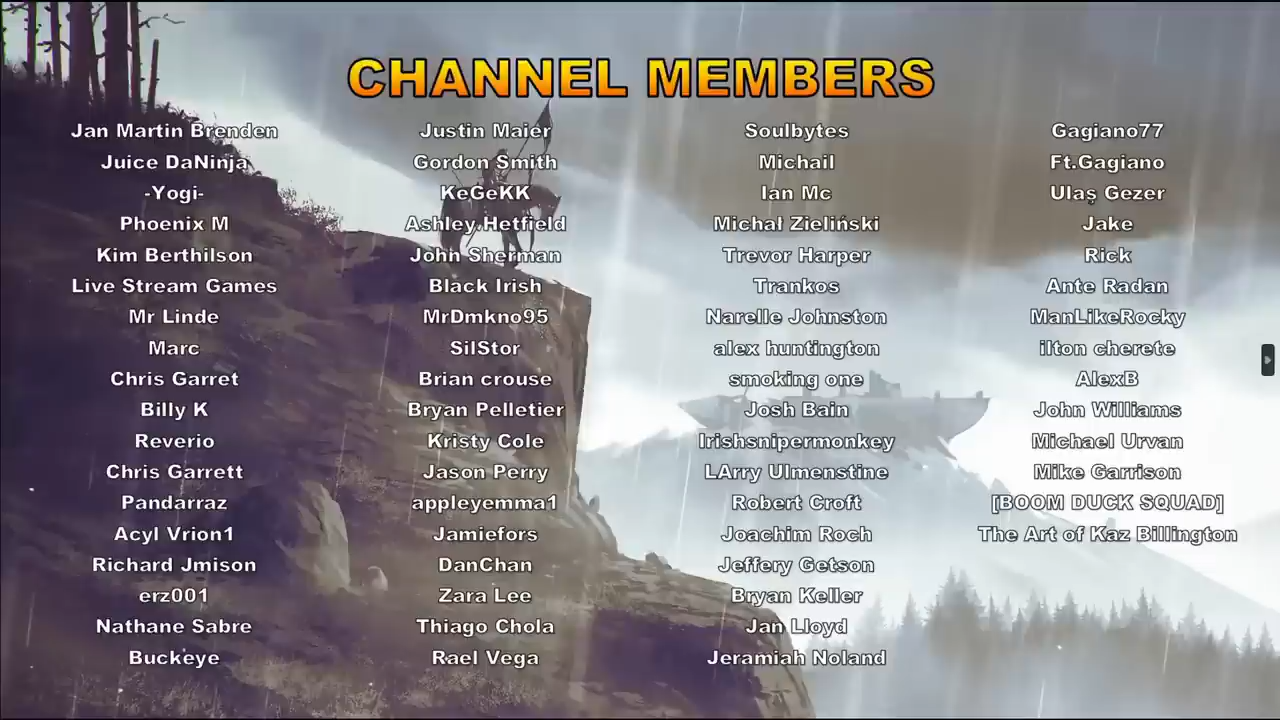 CHANNEL MEMBERS
Jan Martin Brenden
Juice DaNinja
-Yogi-
Phoenix M
Kim Berthilson
Live Stream Games
Mr Linde
Marc
Chris Garret
Billy K
Reverio
Chris Garrett
Pandarraz
Acyl Vrion1
Richard Jmison
erz001
Nathane Sabre
Buckeye
Justin Maier
Gordon Smith
KeGeKK
Ashley.Hetfield
John Sherman
Black Irish
MrDmkno95
SilStor
Brian crouse
Bryan Pelletier
Kristy Cole
Jason Perry
appleyemma1
Jamiefors
DanChan
Zara Lee
Thiago Chola
Rael Vega
Soulbytes
Michail
Ian Mc
Michał Zieliński
Trevor Harper
Trankos
Narelle Johnston
alex huntington
smoking one
Josh Bain
Irishsnipermonkey
LArry Ulmenstine
Robert Croft
Joachim Roch
Jeffery Getson
Bryan Keller
Jan Lloyd
Jeramiah Noland
Gagiano77
Ft.Gagiano
Ulaş Gezer
Jake
Rick
Ante Radan
ManLikeRocky
ilton cherete
AlexB
John Williams
Michael Urvan
Mike Garrison
[BOOM DUCK SQUAD]
The Art of Kaz Billington